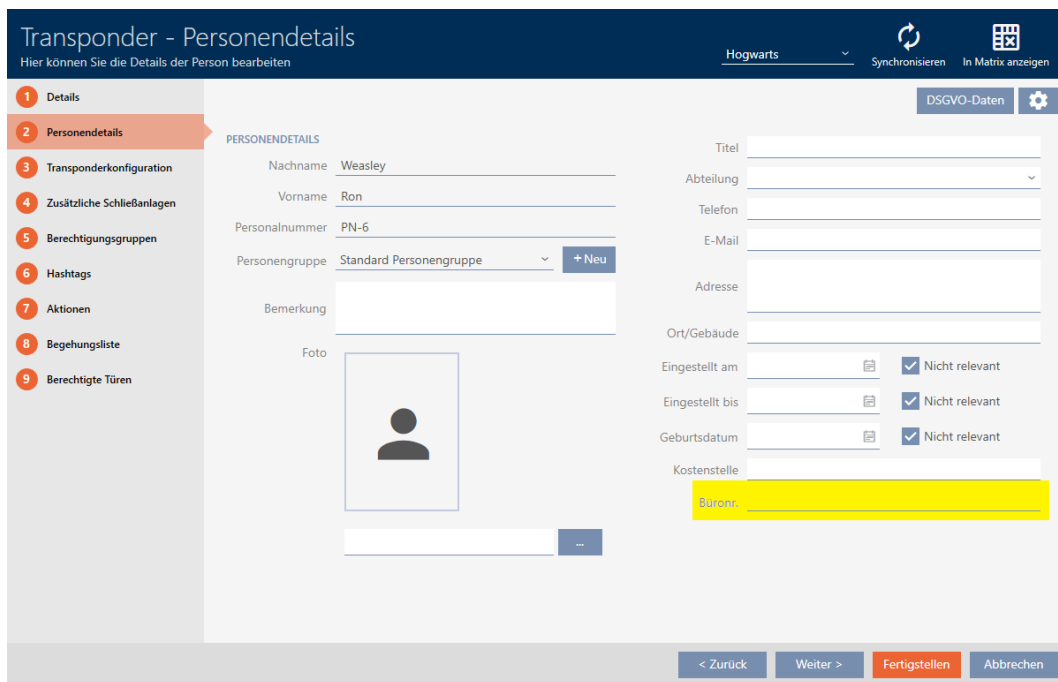 Transponder - Personendetails
Hier können Sie die Details der Person bearbeiten
Hogwarts
Synchronisieren
In Matrix anzeigen
1 Details
2 Personendetails
3 Transponderkonfiguration
4 Zusätzliche Schließanlagen
5 Berechtigungsgruppen
6 Hashtags
7 Aktionen
8 Begehungsliste
9 Berechtigte Türen
DSGVO-Daten
PERSONENDETAILS
Nachname Weasley
Vorname Ron
Personalnummer PN-6
Personengruppe Standard Personengruppe + Neu
Bemerkung
Foto
...
Titel
Abteilung
Telefon
E-Mail
Adresse
Ort/Gebäude
Eingestellt am Nicht relevant
Eingestellt bis Nicht relevant
Geburtsdatum Nicht relevant
Kostenstelle
Büronr.
< Zurück Weiter > Fertigstellen Abbrechen